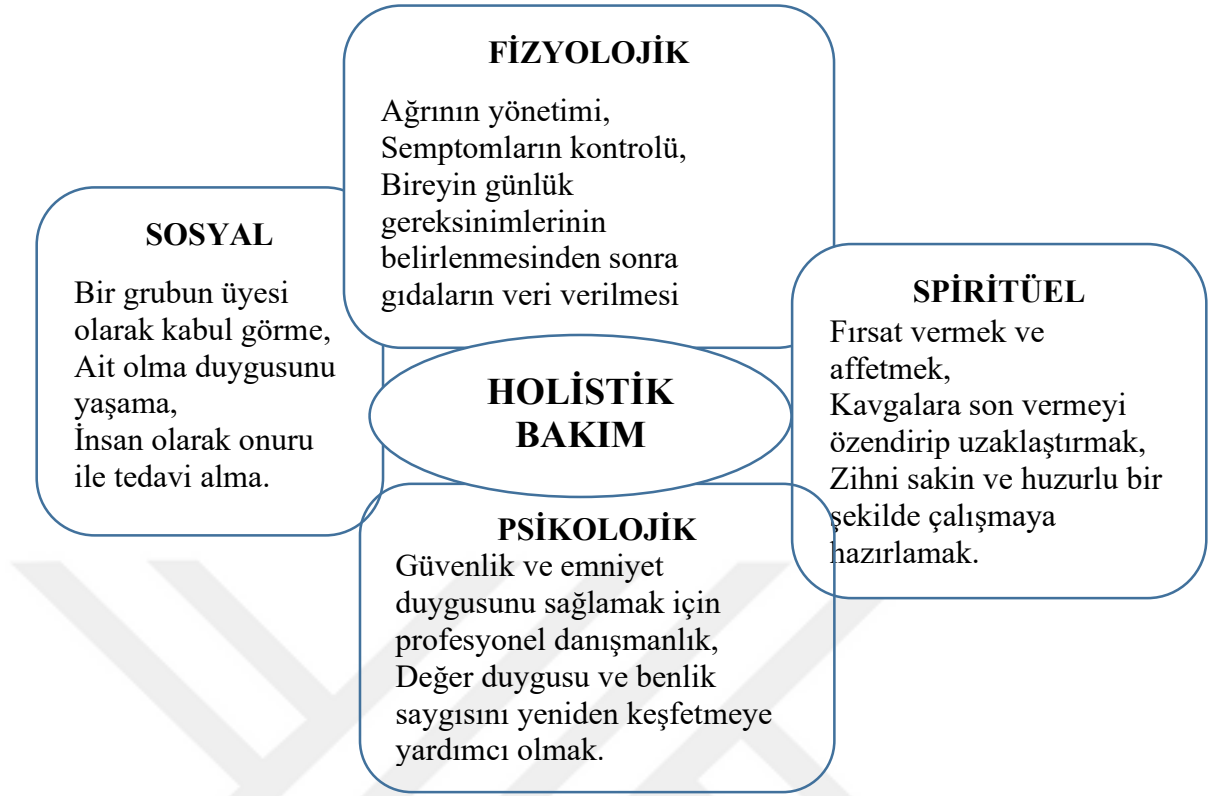 FİZYOLOJİK
Ağrının yönetimi,
Semptomların kontrolü,
Bireyin günlük
gereksinimlerinin
belirlenmesinden sonra
gıdaların veri verilmesi
SOSYAL
Bir grubun üyesi
olarak kabul görme,
Ait olma duygusunu
yaşama,
İnsan olarak onuru
ile tedavi alma.
HOLİSTİK
BAKIM
SPİRİTÜEL
Fırsat vermek ve
affetmek,
Kavgalara son vermeyi
özendirip uzaklaştırmak,
Zihni sakin ve huzurlu bir
şekilde çalışmaya
hazırlamak.
PSİKOLOJİK
Güvenlik ve emniyet
duygusunu sağlamak için
profesyonel danışmanlık,
Değer duygusu ve benlik
saygısını yeniden keşfetmeye
yardımcı olmak.